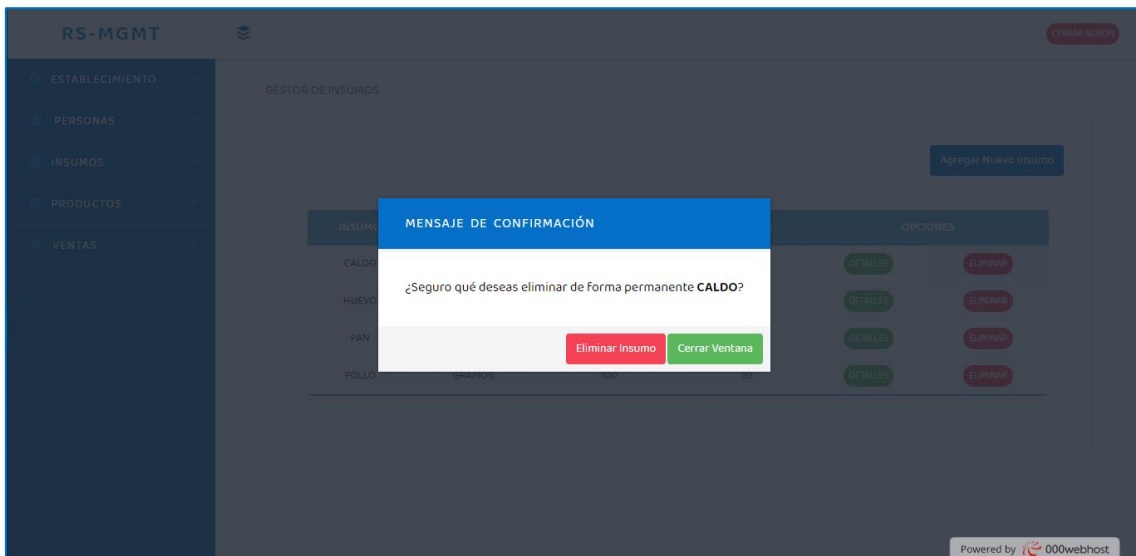 RS-MGMT
CERRAR SESIÓN
ESTABLECIMIENTO
PERSONAS
INSUMOS
PRODUCTOS
VENTAS
GESTOR DE INSUMOS
Agregar Nuevo Insumo
OPCIONES
CALDO DETALLES ELIMINAR
HUEVO DETALLES ELIMINAR
PAN DETALLES ELIMINAR
POLLO GRAMOS 100 20 DETALLES ELIMINAR
MENSAJE DE CONFIRMACIÓN
¿Seguro qué deseas eliminar de forma permanente CALDO?
Eliminar Insumo Cerrar Ventana
Powered by 000webhost